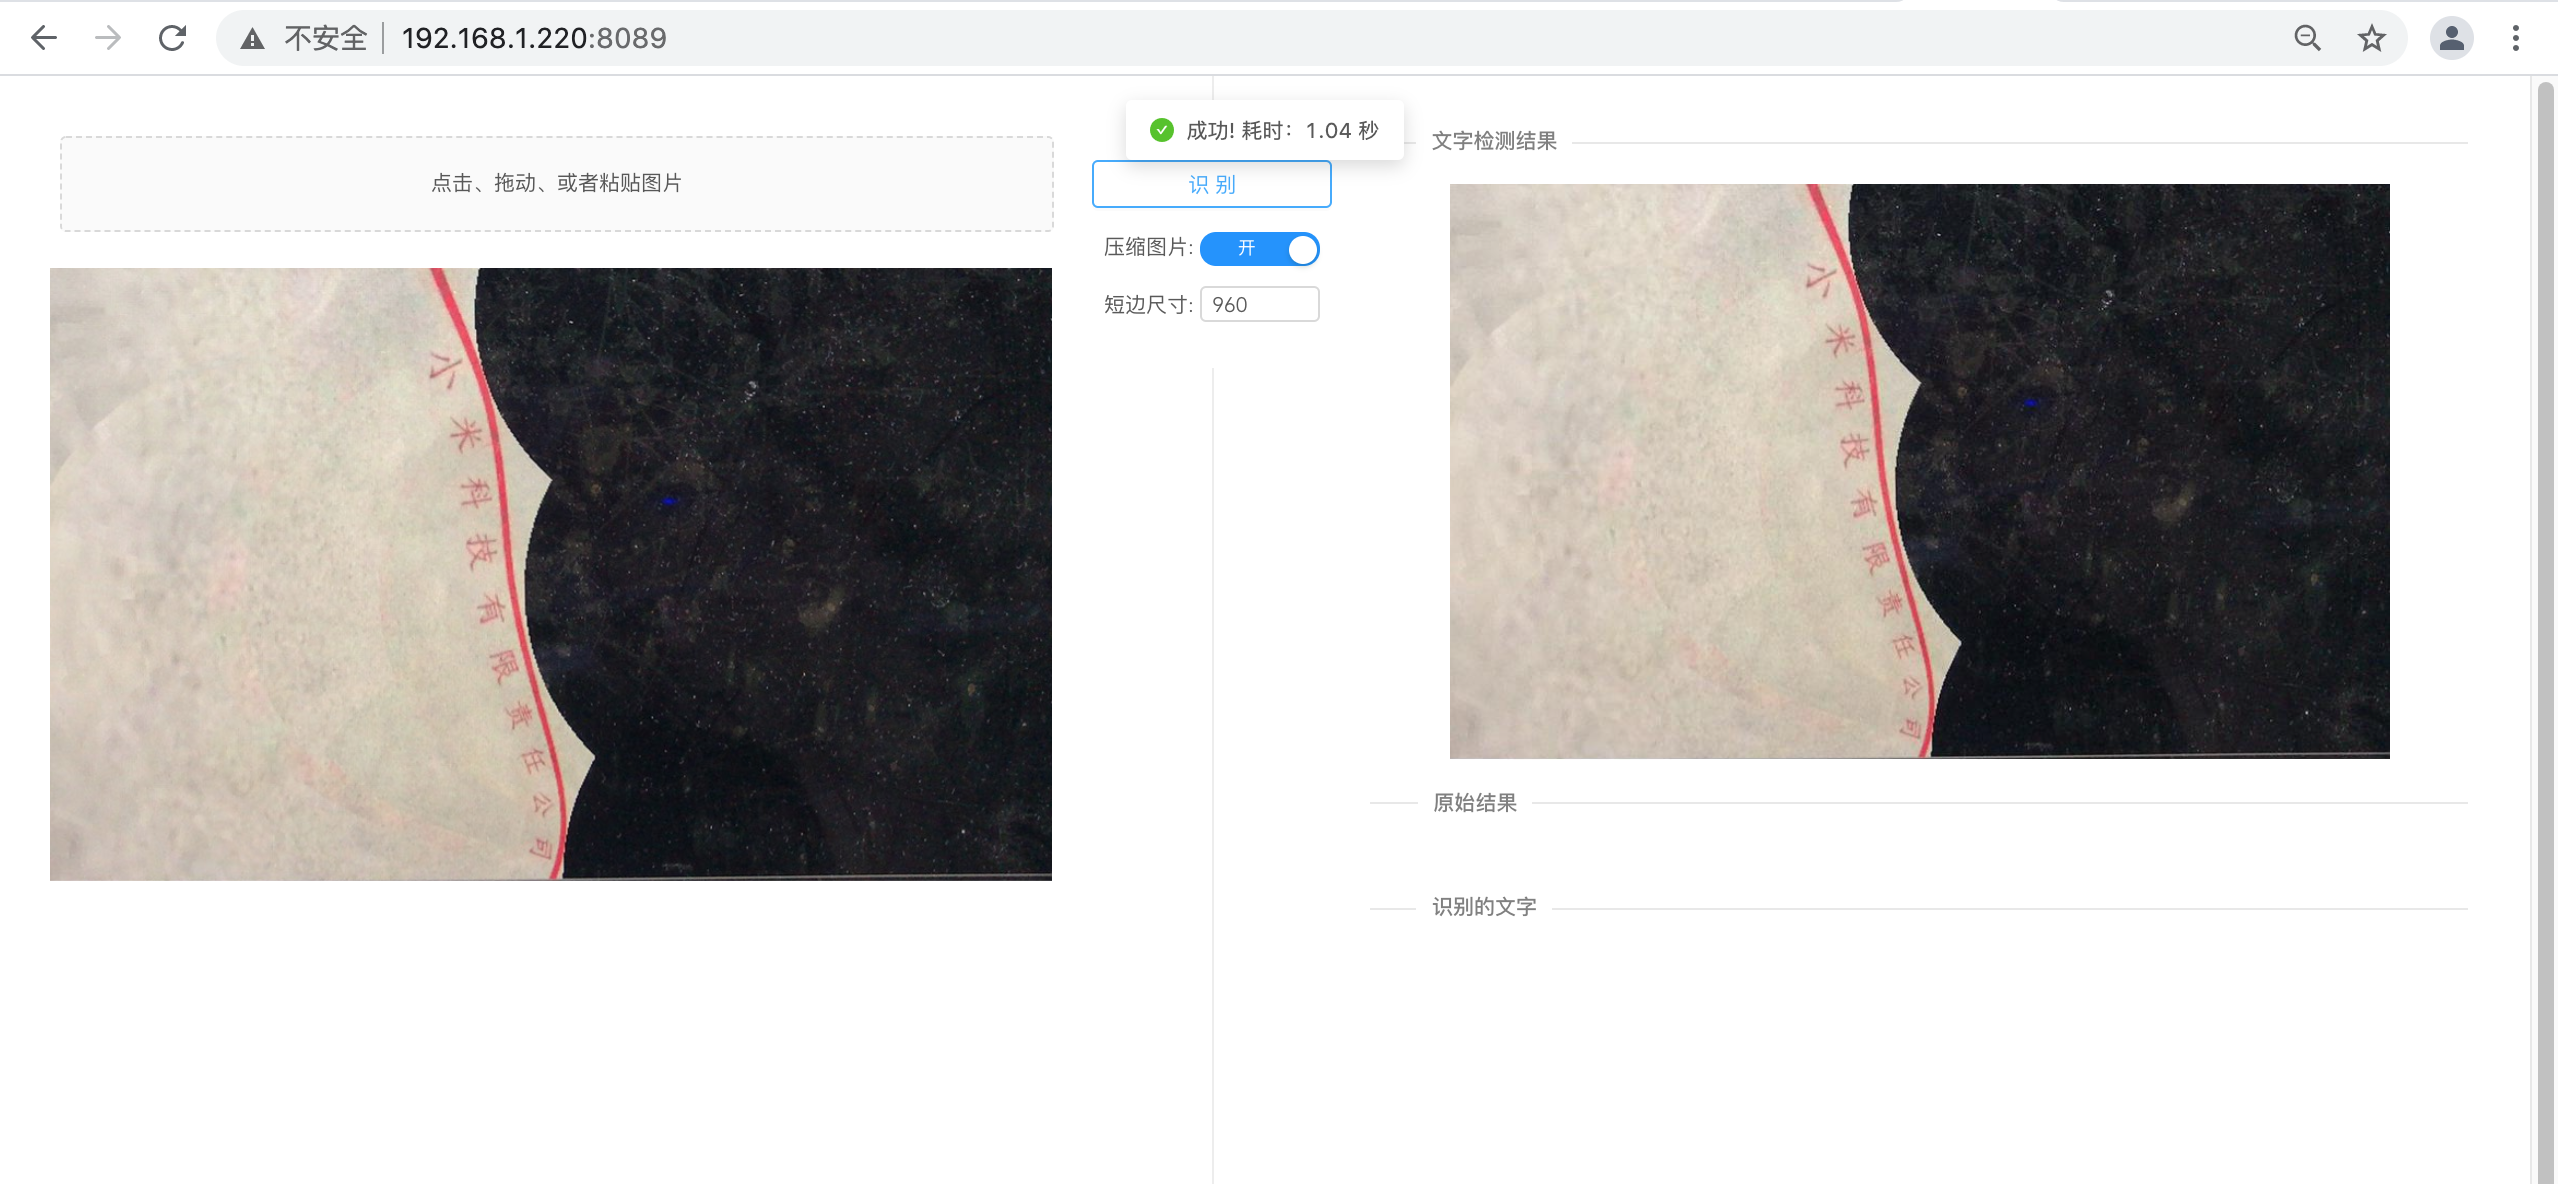 不安全 192.168.1.220:8089
点击、拖动、或者粘贴图片
小米科技有限责任公司
成功! 耗时：1.04 秒
识 别
压缩图片: 开
短边尺寸: 960
文字检测结果
小米科技有限责任公司
原始结果
识别的文字